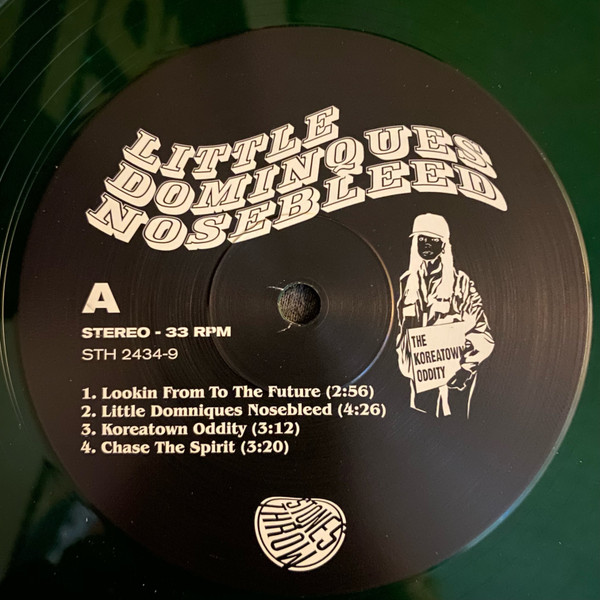 LITTLE
DOMINQUES
NOSEBLEED
A
STEREO - 33 RPM
STH 2434-9
THE
KOREATOWN
ODDITY
1. Lookin From To The Future (2:56)
2. Little Domniques Nosebleed (4:26)
3. Koreatown Oddity (3:12)
4. Chase The Spirit (3:20)
STONES
THROW